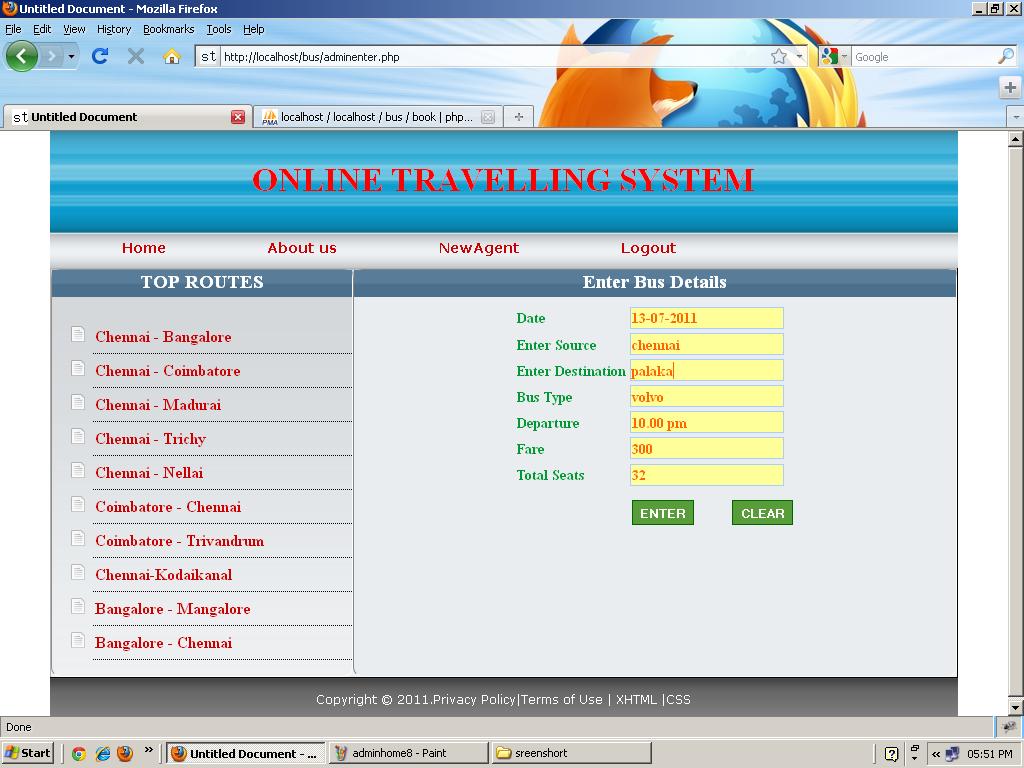 Untitled Document - Mozilla Firefox
File Edit View History Bookmarks Tools Help
st http://localhost/bus/adminenter.php Google
st Untitled Document PMA localhost / localhost / bus / book | php...
ONLINE TRAVELLING SYSTEM
Home About us NewAgent Logout
TOP ROUTES
Chennai - Bangalore
Chennai - Coimbatore
Chennai - Madurai
Chennai - Trichy
Chennai - Nellai
Coimbatore - Chennai
Coimbatore - Trivandrum
Chennai-Kodaikanal
Bangalore - Mangalore
Bangalore - Chennai
Enter Bus Details
Date 13-07-2011
Enter Source chennai
Enter Destination palaka
Bus Type volvo
Departure 10.00 pm
Fare 300
Total Seats 32
ENTER CLEAR
Copyright © 2011.Privacy Policy|Terms of Use | XHTML |CSS
Done
Start Untitled Document - ... adminhome8 - Paint sreenshort 05:51 PM